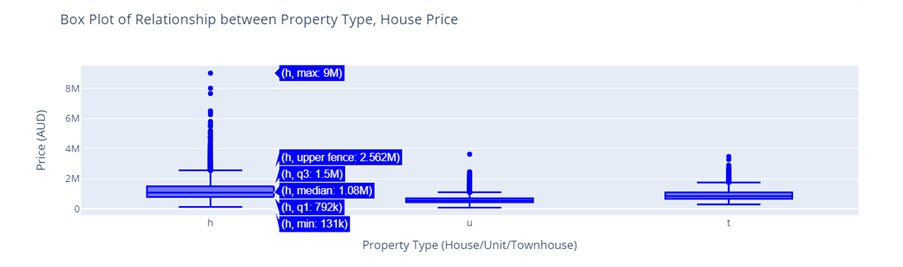 Box Plot of Relationship between Property Type, House Price
(h, max: 9M)
8M
6M
4M
2M
0
Price (AUD)
(h, upper fence: 2.562M)
(h, q3: 1.5M)
(h, median: 1.08M)
(h, q1: 792k)
(h, min: 131k)
h
u
t
Property Type (House/Unit/Townhouse)